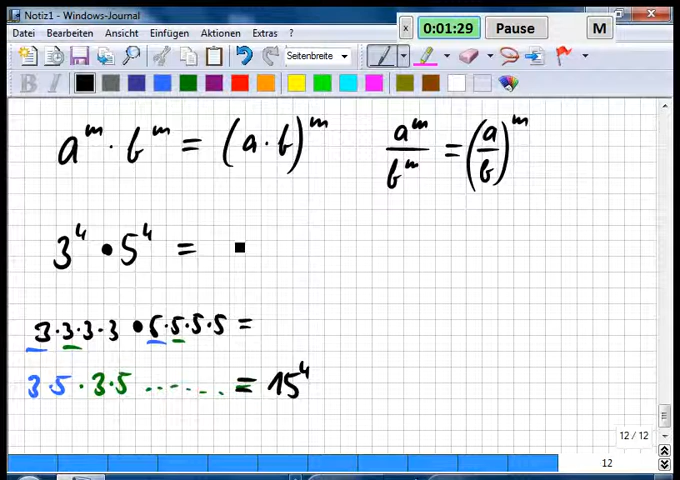 Notiz1 - Windows-Journal
x 0:01:29 Pause M
Datei Bearbeiten Ansicht Einfügen Aktionen Extras
Seitenbreite
B I
a^m · b^m = (a · b)^m a^m/b^m = (a/b)^m
3^4 • 5^4 =
3·3·3·3 • 5·5·5·5 =
3·5 · 3·5 ....... = 15^4
12 / 12
12